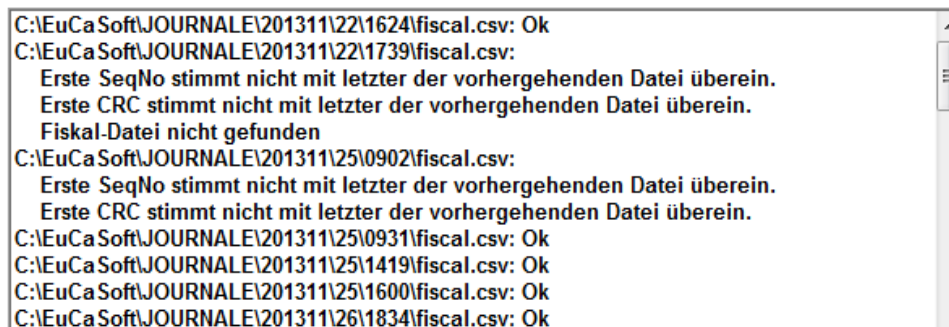 C:\EuCaSoft\JOURNALE\201311\22\1624\fiscal.csv: Ok
C:\EuCaSoft\JOURNALE\201311\22\1739\fiscal.csv:
Erste SeqNo stimmt nicht mit letzter der vorhergehenden Datei überein.
Erste CRC stimmt nicht mit letzter der vorhergehenden Datei überein.
Fiskal-Datei nicht gefunden
C:\EuCaSoft\JOURNALE\201311\25\0902\fiscal.csv:
Erste SeqNo stimmt nicht mit letzter der vorhergehenden Datei überein.
Erste CRC stimmt nicht mit letzter der vorhergehenden Datei überein.
C:\EuCaSoft\JOURNALE\201311\25\0931\fiscal.csv: Ok
C:\EuCaSoft\JOURNALE\201311\25\1419\fiscal.csv: Ok
C:\EuCaSoft\JOURNALE\201311\25\1600\fiscal.csv: Ok
C:\EuCaSoft\JOURNALE\201311\26\1834\fiscal.csv: Ok